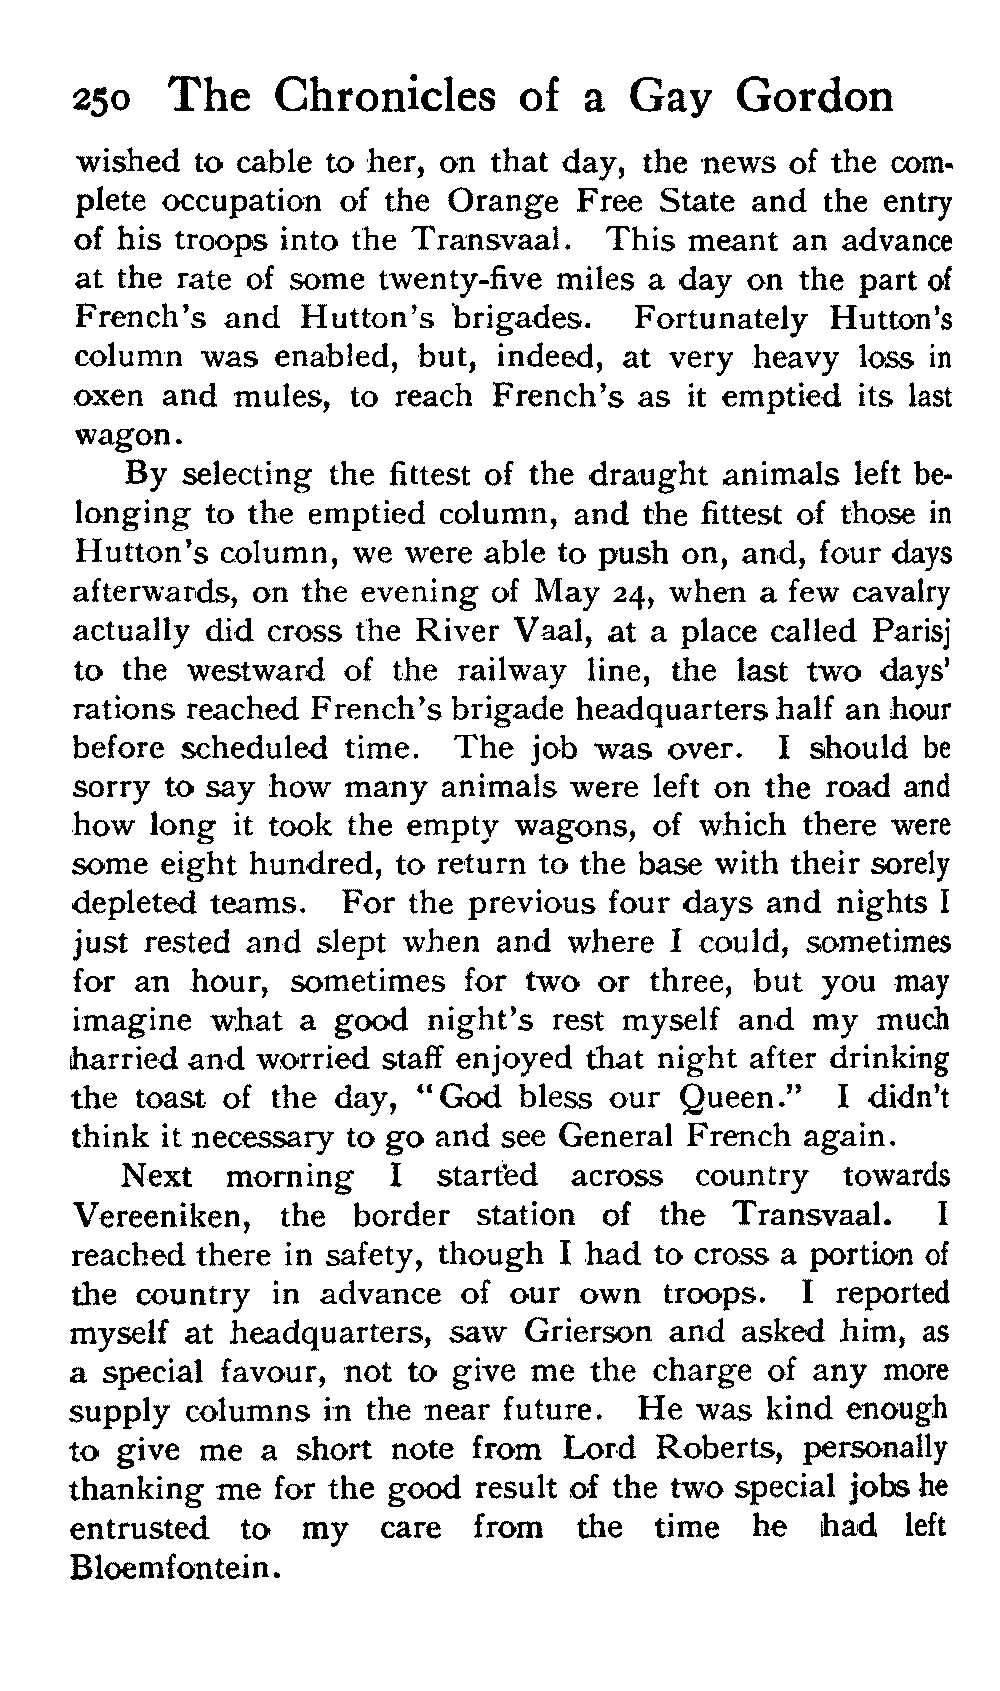 250 The Chronicles of a Gay Gordon
wished to cable to her, on that day, the news of the com-
plete occupation of the Orange Free State and the entry
of his troops into the Transvaal. This meant an advance
at the rate of some twenty-five miles a day on the part of
French's and Hutton's brigades. Fortunately Hutton's
column was enabled, but, indeed, at very heavy loss in
oxen and mules, to reach French's as it emptied its last
wagon.
By selecting the fittest of the draught animals left be-
longing to the emptied column, and the fittest of those in
Hutton's column, we were able to push on, and, four days
afterwards, on the evening of May 24, when a few cavalry
actually did cross the River Vaal, at a place called Parisj
to the westward of the railway line, the last two days'
rations reached French's brigade headquarters half an hour
before scheduled time. The job was over. I should be
sorry to say how many animals were left on the road and
how long it took the empty wagons, of which there were
some eight hundred, to return to the base with their sorely
depleted teams. For the previous four days and nights I
just rested and slept when and where I could, sometimes
for an hour, sometimes for two or three, but you may
imagine what a good night's rest myself and my much
harried and worried staff enjoyed that night after drinking
the toast of the day, "God bless our Queen." I didn't
think it necessary to go and see General French again.
Next morning I started across country towards
Vereeniken, the border station of the Transvaal. I
reached there in safety, though I had to cross a portion of
the country in advance of our own troops. I reported
myself at headquarters, saw Grierson and asked him, as
a special favour, not to give me the charge of any more
supply columns in the near future. He was kind enough
to give me a short note from Lord Roberts, personally
thanking me for the good result of the two special jobs he
entrusted to my care from the time he had left
Bloemfontein.